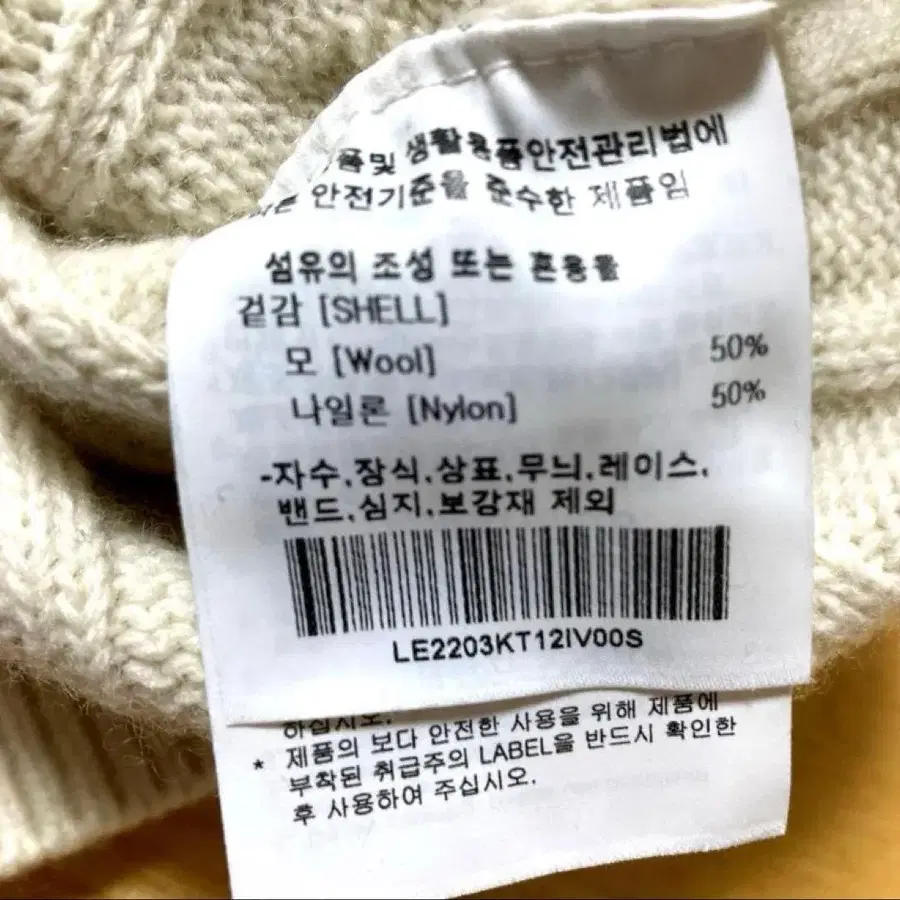 품및 생활용품안전관리법에
안전기준을 준수한 제품임
섬유의 조성 또는 혼용율
겉감 [SHELL]
모 [Wool] 50%
나일론 [Nylon] 50%
-자수,장식,상표,무늬,레이스,
밴드,심지,보강재 제외
LE2203KT12IV00S
하십시오.
* 제품의 보다 안전한 사용을 위해 제품에
부착된 취급주의 LABEL을 반드시 확인한
후 사용하여 주십시오.